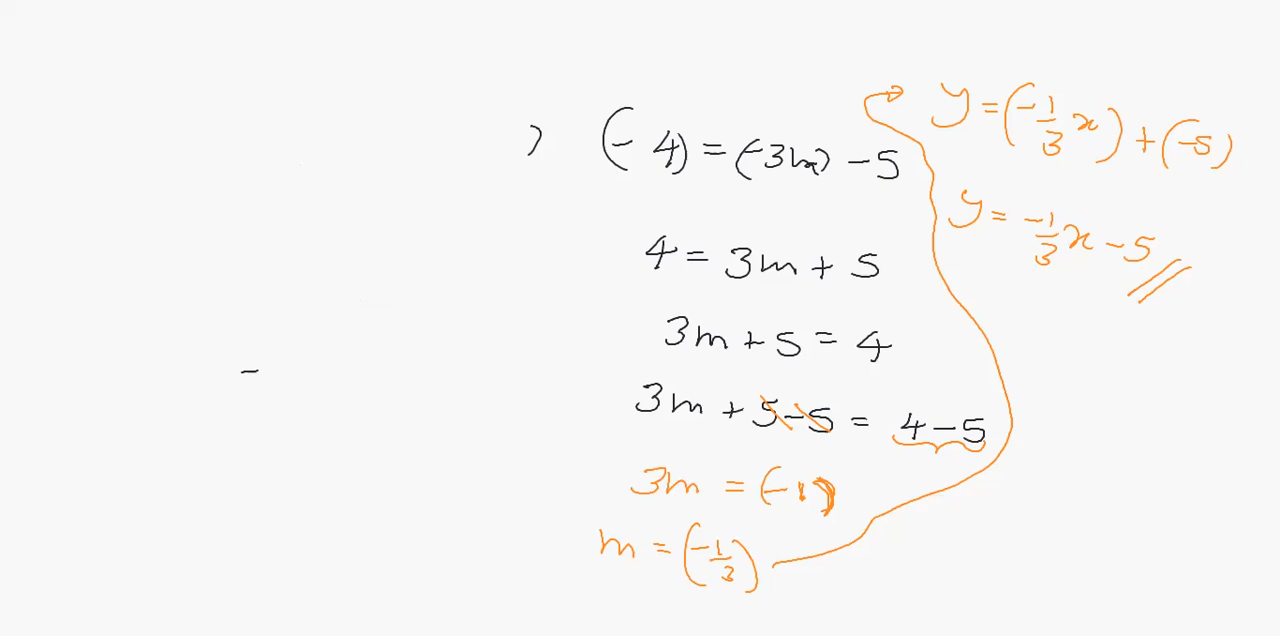 ) (-4) = (-3m) - 5
4 = 3m + 5
3m + 5 = 4
3m + 5 - 5 = 4 - 5
3m = (-1)
m = (-1/3)
y = (-1/3 x) + (-5)
y = -1/3 x - 5
-